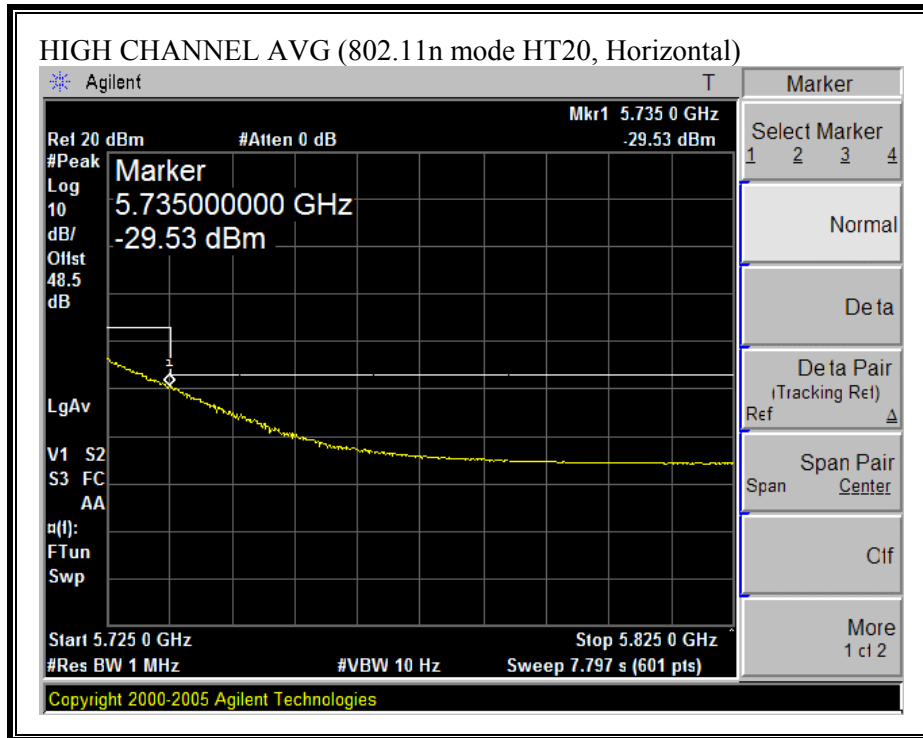 HIGH CHANNEL AVG (802.11n mode HT20, Horizontal)
Agilent T
Mkr1 5.735 0 GHz
Ref 20 dBm #Atten 0 dB -29.53 dBm
#Peak
Log
10
dB/
Offst
48.5
dB
Marker
5.735000000 GHz
-29.53 dBm
1
LgAv
V1 S2
S3 FC
AA
¤(f):
FTun
Swp
Start 5.725 0 GHz Stop 5.825 0 GHz ^
#Res BW 1 MHz #VBW 10 Hz Sweep 7.797 s (601 pts)
Copyright 2000-2005 Agilent Technologies
Marker
Select Marker
1 2 3 4
Normal
Delta
Delta Pair
(Tracking Ref)
Ref Δ
Span Pair
Span Center
Off
More
1 of 2